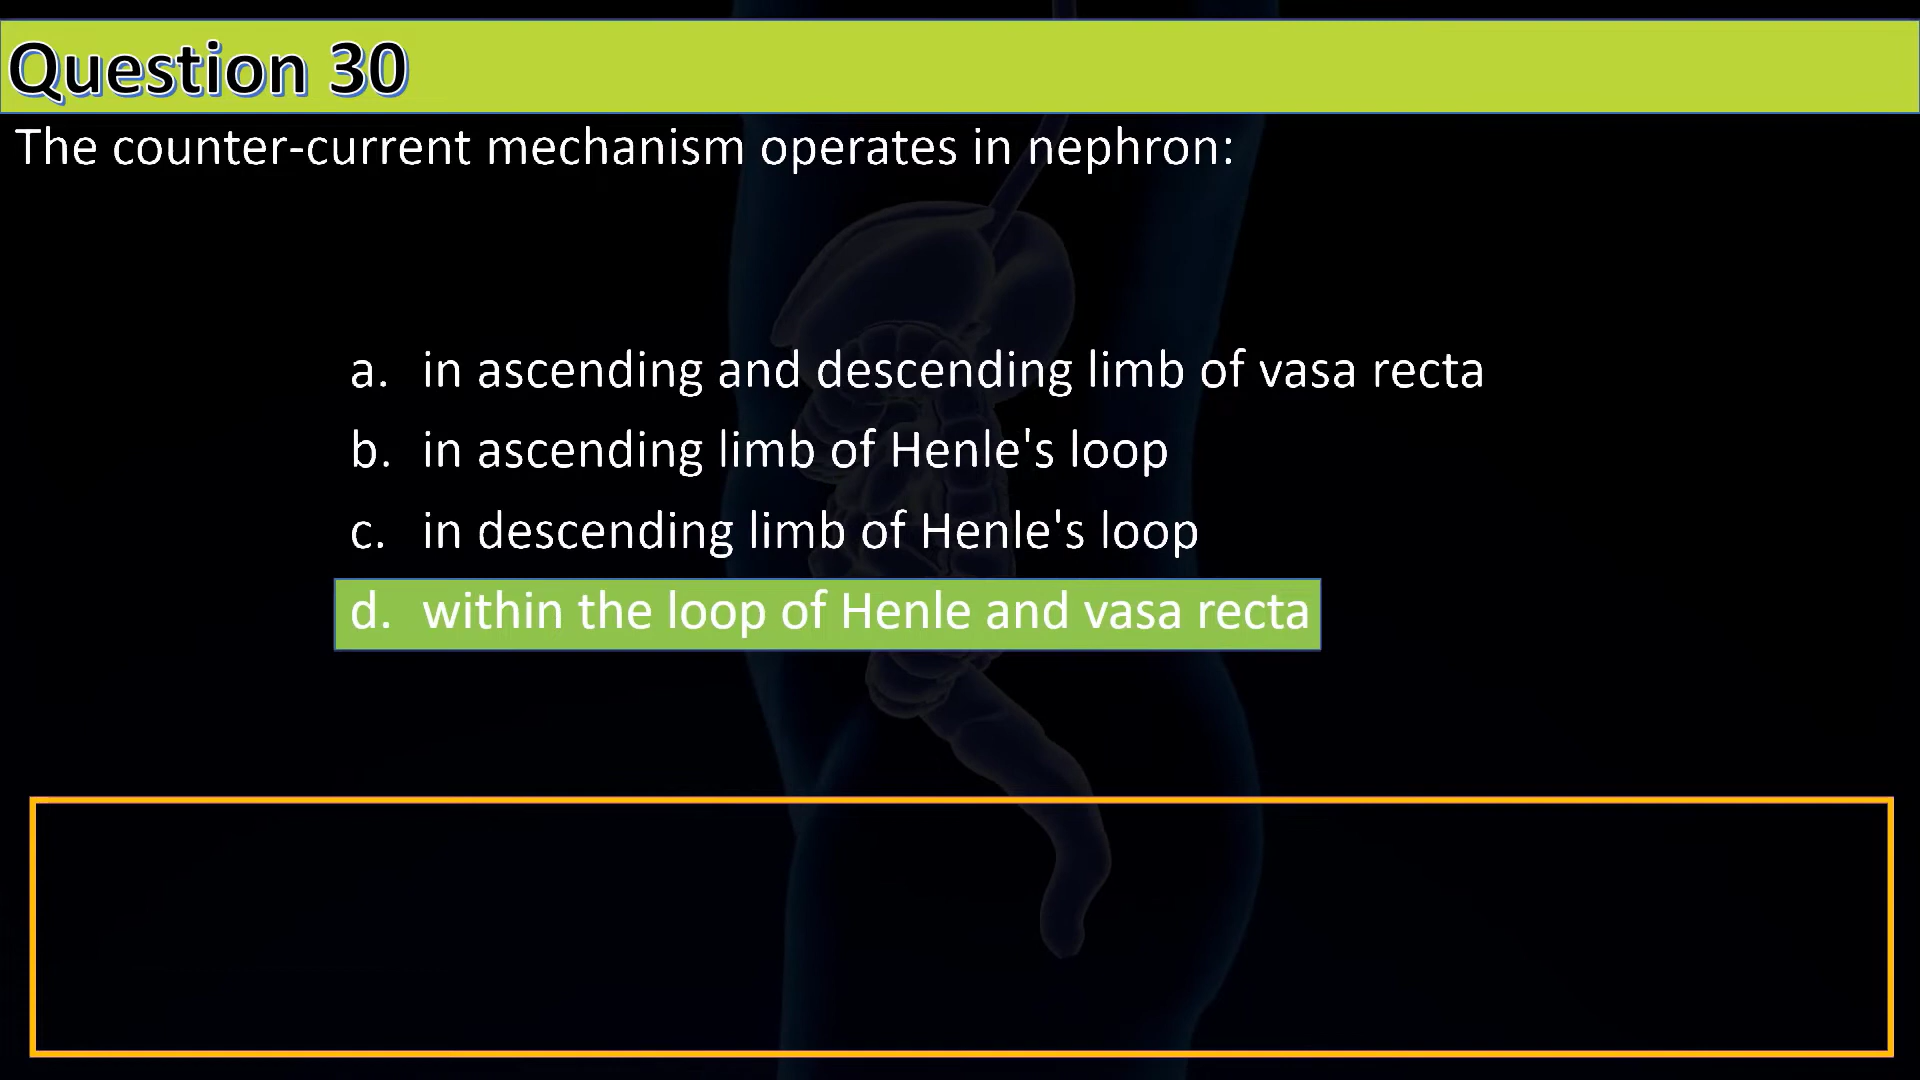 Question 30
The counter-current mechanism operates in nephron:
a. in ascending and descending limb of vasa recta
b. in ascending limb of Henle's loop
c. in descending limb of Henle's loop
d. within the loop of Henle and vasa recta